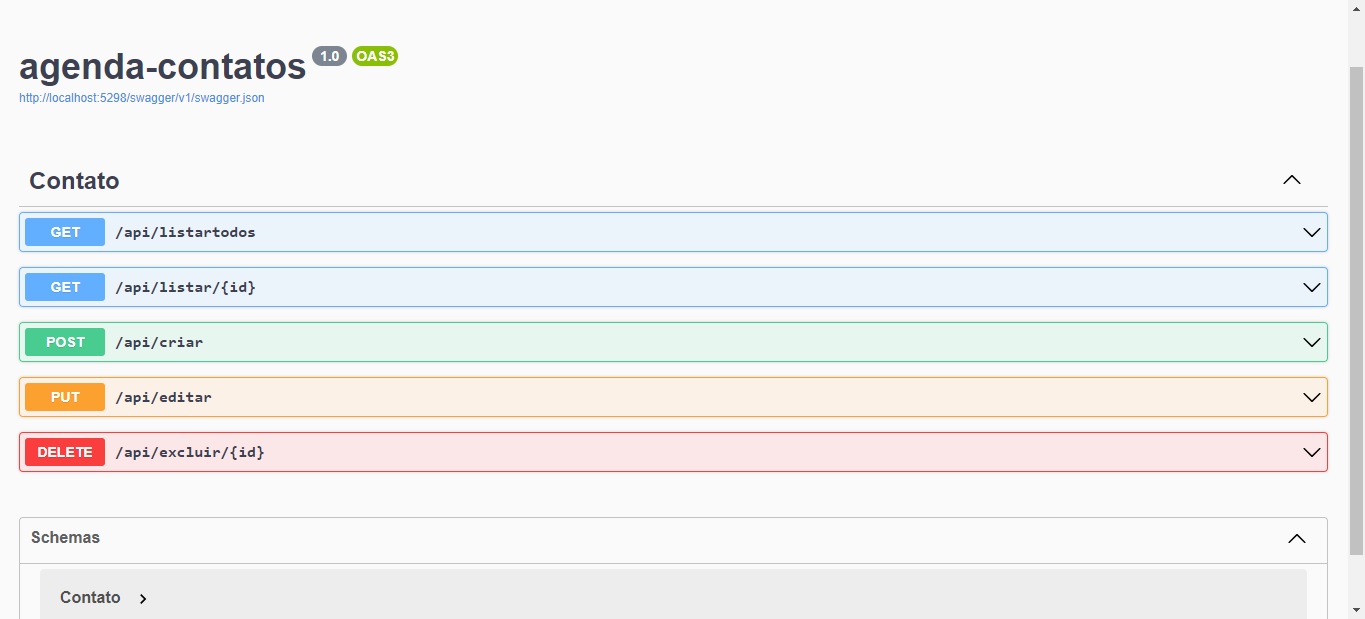 agenda-contatos 1.0 OAS3
http://localhost:5298/swagger/v1/swagger.json
Contato
GET /api/listartodos
GET /api/listar/{id}
POST /api/criar
PUT /api/editar
DELETE /api/excluir/{id}
Schemas
Contato